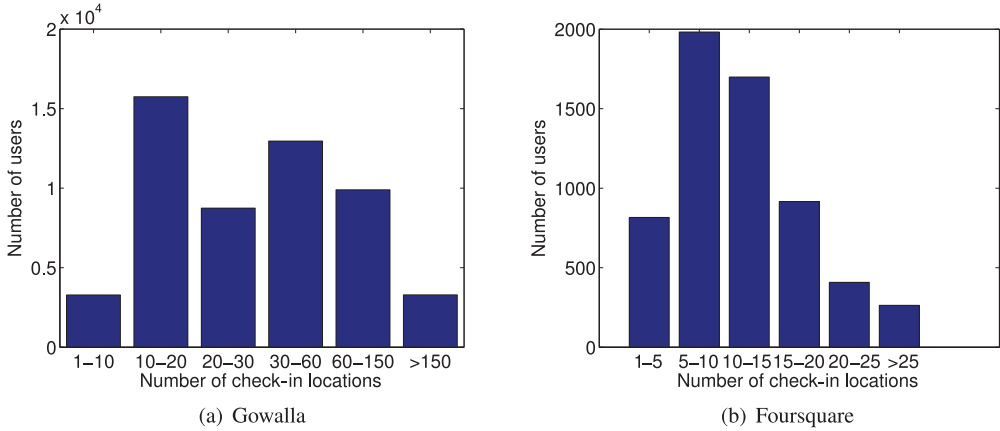 2 × 10⁴
1.5
1
0.5
0
Number of users
1–10 10–20 20–30 30–60 60–150 >150
Number of check-in locations
(a) Gowalla
2000
1500
1000
500
0
Number of users
1–5 5–10 10–15 15–20 20–25 >25
Number of check-in locations
(b) Foursquare